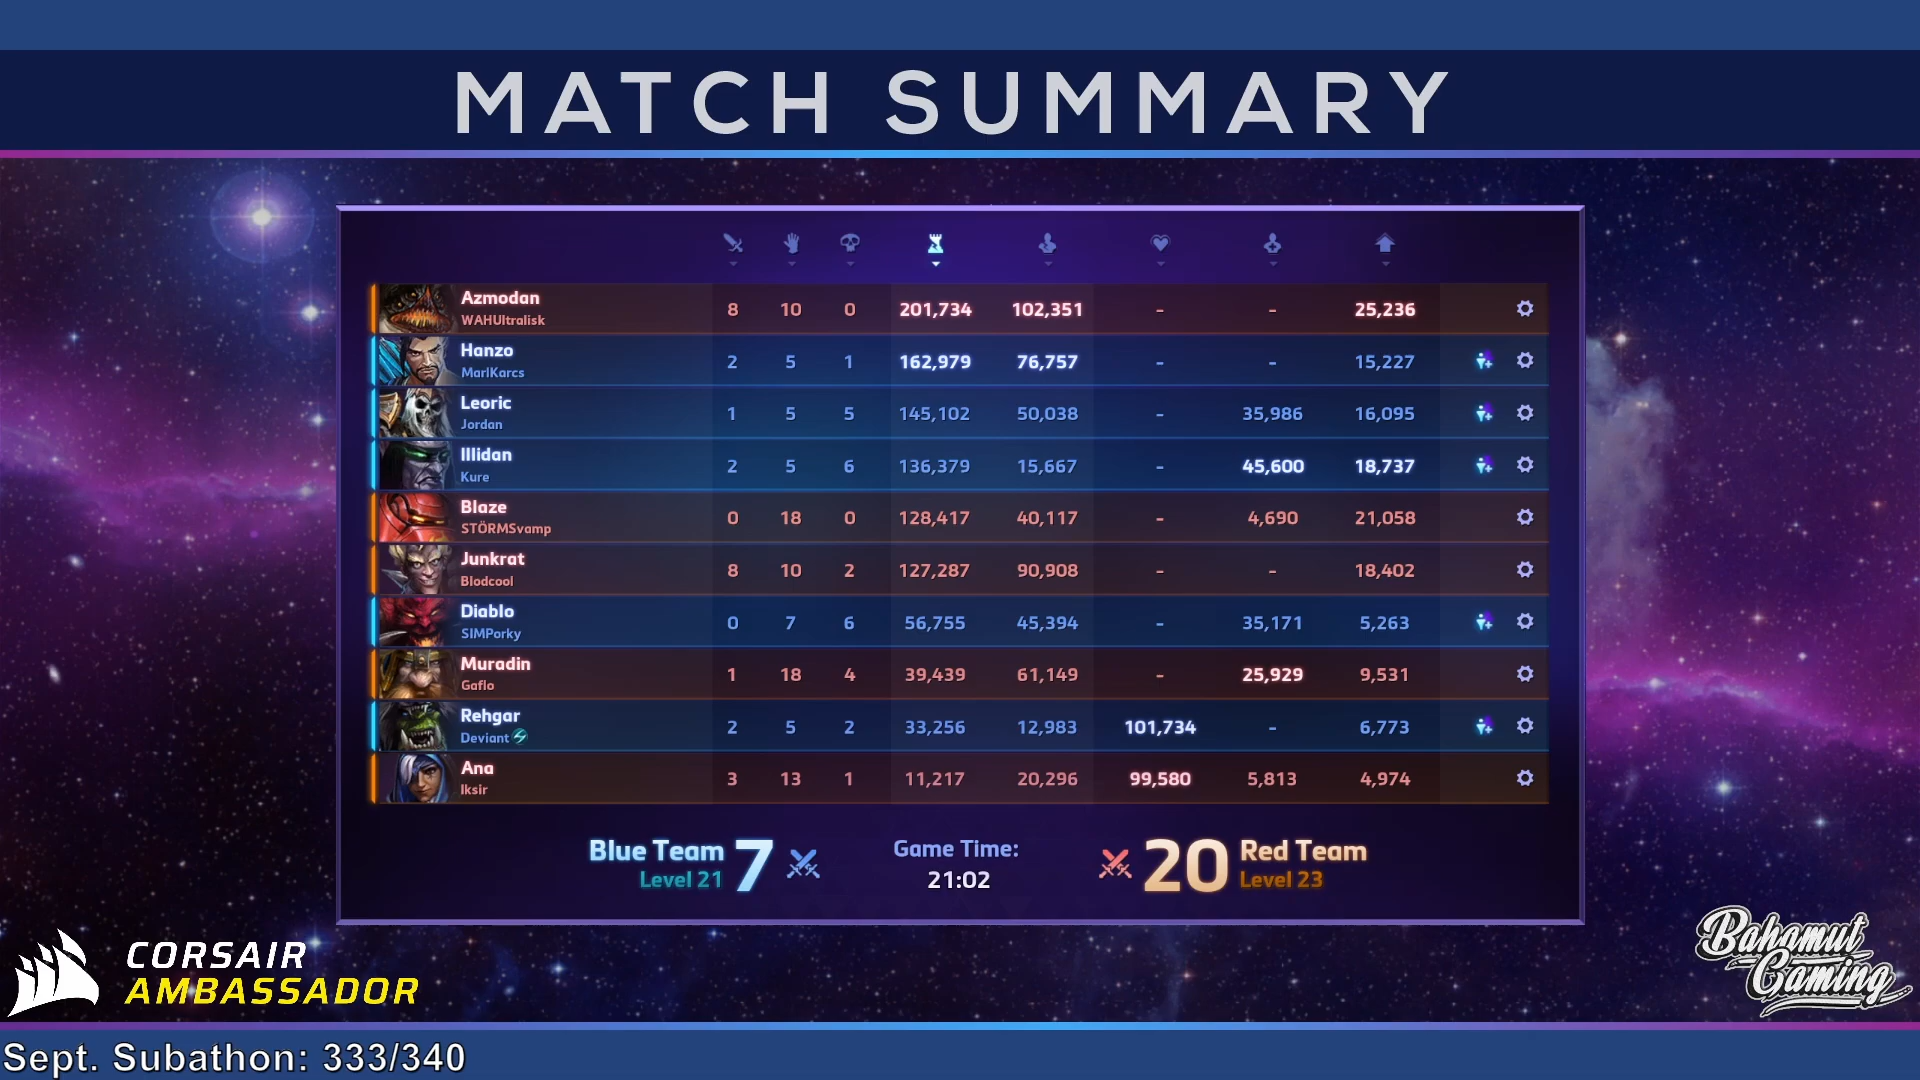 MATCH SUMMARY
Azmodan
WAHUltralisk
8 10 0 201,734 102,351 - - 25,236
Hanzo
MarlKarcs
2 5 1 162,979 76,757 - - 15,227
Leoric
Jordan
1 5 5 145,102 50,038 - 35,986 16,095
Illidan
Kure
2 5 6 136,379 15,667 - 45,600 18,737
Blaze
STÖRMSvamp
0 18 0 128,417 40,117 - 4,690 21,058
Junkrat
Blodcool
8 10 2 127,287 90,908 - - 18,402
Diablo
SIMPorky
0 7 6 56,755 45,394 - 35,171 5,263
Muradin
Gaflo
1 18 4 39,439 61,149 - 25,929 9,531
Rehgar
Deviant
2 5 2 33,256 12,983 101,734 - 6,773
Ana
Iksir
3 13 1 11,217 20,296 99,580 5,813 4,974
Blue Team 7
Level 21
Game Time:
21:02
20 Red Team
Level 23
CORSAIR
AMBASSADOR
Bahamut
Gaming
Sept. Subathon: 333/340